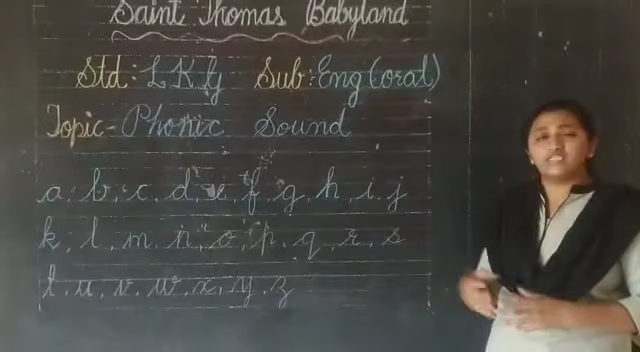 Saint Thomas Babyland
Std: LKG Sub: Eng (oral)
Topic- Phonic Sound
a, b, c, d, e, f, g, h, i, j
k, l, m, n, o, p, q, r, s
t, u, v, w, x, y, z